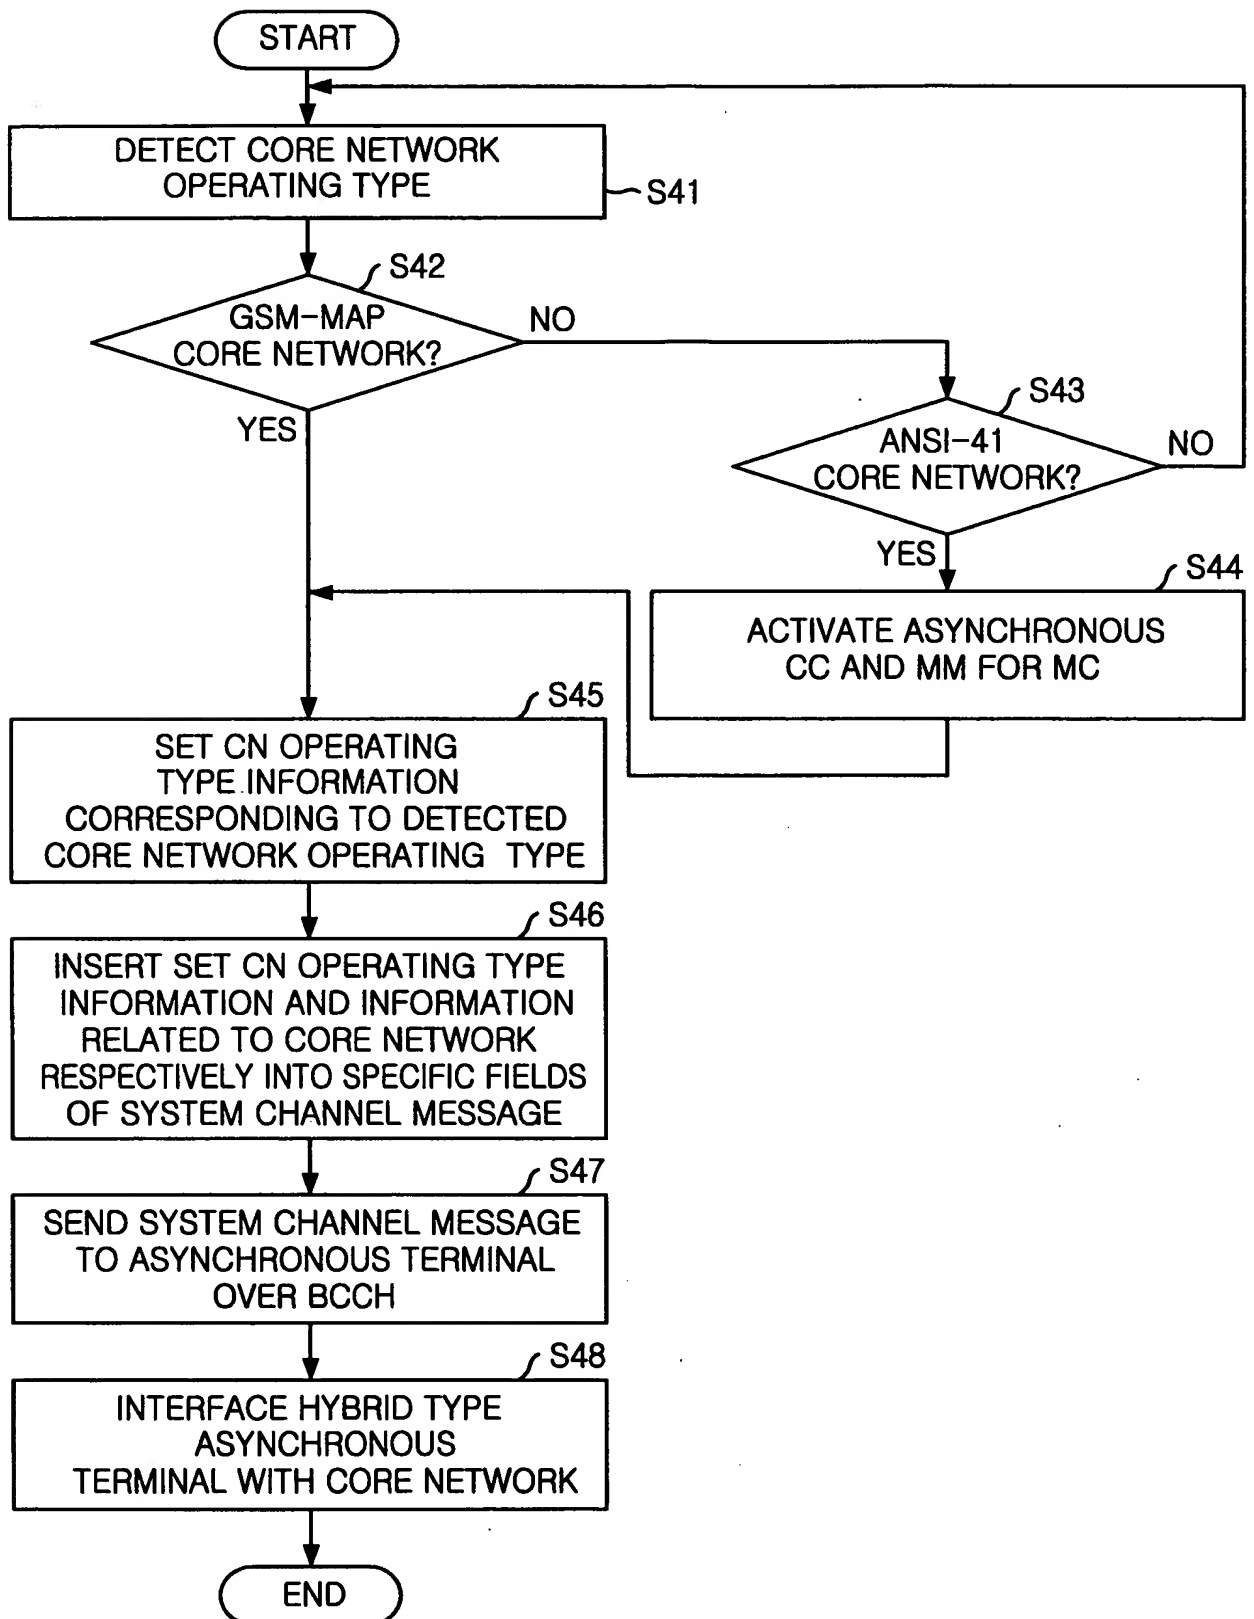 START
DETECT CORE NETWORK
OPERATING TYPE
S41
S42
GSM-MAP
CORE NETWORK?
NO
YES
S43
ANSI-41
CORE NETWORK?
NO
YES
S44
ACTIVATE ASYNCHRONOUS
CC AND MM FOR MC
S45
SET CN OPERATING
TYPE INFORMATION
CORRESPONDING TO DETECTED
CORE NETWORK OPERATING TYPE
S46
INSERT SET CN OPERATING TYPE
INFORMATION AND INFORMATION
RELATED TO CORE NETWORK
RESPECTIVELY INTO SPECIFIC FIELDS
OF SYSTEM CHANNEL MESSAGE
S47
SEND SYSTEM CHANNEL MESSAGE
TO ASYNCHRONOUS TERMINAL
OVER BCCH
S48
INTERFACE HYBRID TYPE
ASYNCHRONOUS
TERMINAL WITH CORE NETWORK
END